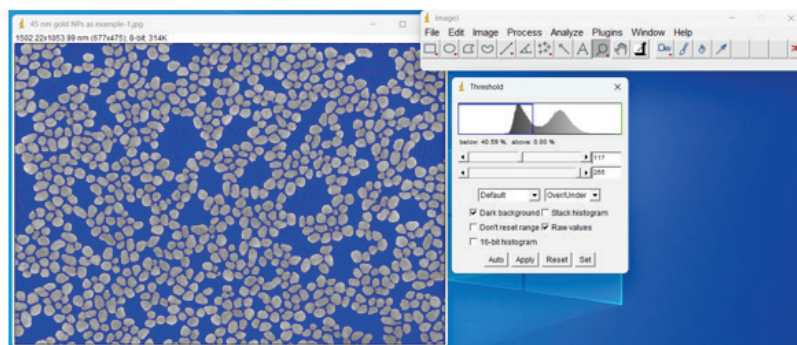 45 nm gold NPs as example-1.jpg
1502.22x1053.99 nm (677x475); 8-bit; 314K
ImageJ
File Edit Image Process Analyze Plugins Window Help
Dev
Threshold
below: 40.59 %, above: 0.00 %
117
255
Default
Over/Under
Dark background
Stack histogram
Don't reset range
Raw values
16-bit histogram
Auto Apply Reset Set